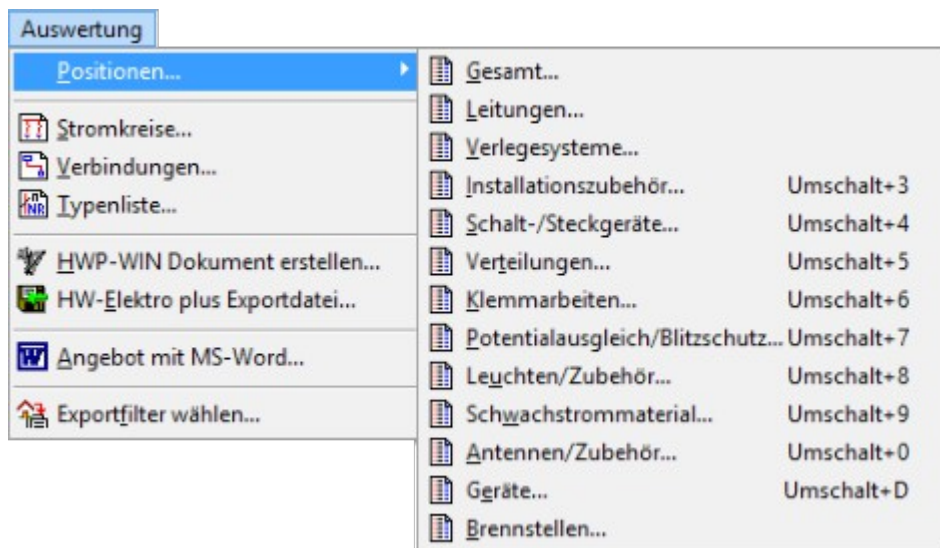 Auswertung
Positionen...
Stromkreise...
Verbindungen...
Typenliste...
HWP-WIN Dokument erstellen...
HW-Elektro plus Exportdatei...
Angebot mit MS-Word...
Exportfilter wählen...
Gesamt...
Leitungen...
Verlegesysteme...
Installationszubehör... Umschalt+3
Schalt-/Steckgeräte... Umschalt+4
Verteilungen... Umschalt+5
Klemmarbeiten... Umschalt+6
Potentialausgleich/Blitzschutz... Umschalt+7
Leuchten/Zubehör... Umschalt+8
Schwachstrommaterial... Umschalt+9
Antennen/Zubehör... Umschalt+0
Geräte... Umschalt+D
Brennstellen...